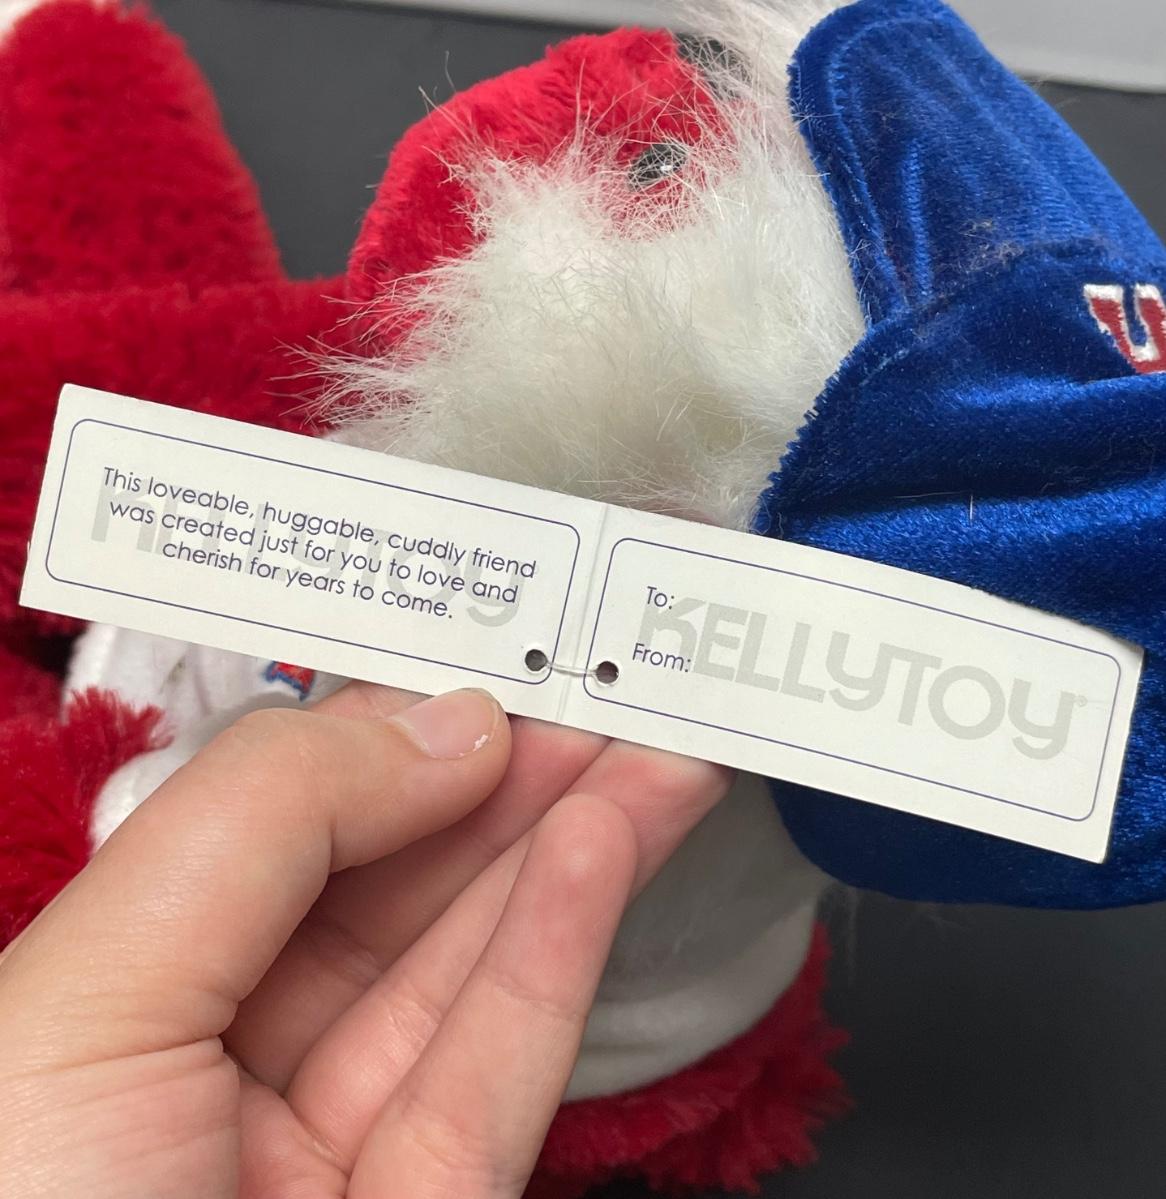 This loveable, huggable, cuddly friend
was created just for you to love and
cherish for years to come.
KELLYTOY
To:
From:
KELLYTOY®